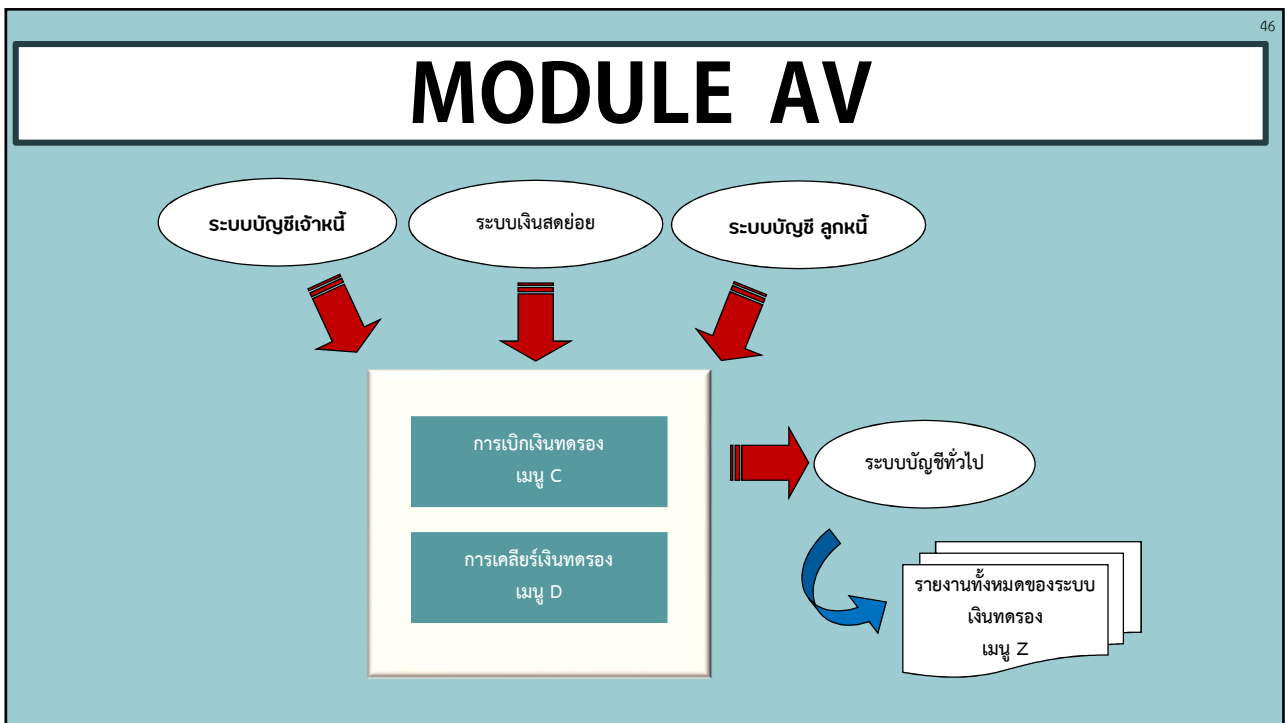 46
MODULE AV
ระบบบัญชีเจ้าหนี้
ระบบเงินสดย่อย
ระบบบัญชี ลูกหนี้
การเบิกเงินทดรอง
เมนู C
ระบบบัญชีทั่วไป
การเคลียร์เงินทดรอง
เมนู D
รายงานทั้งหมดของระบบ
เงินทดรอง
เมนู Z